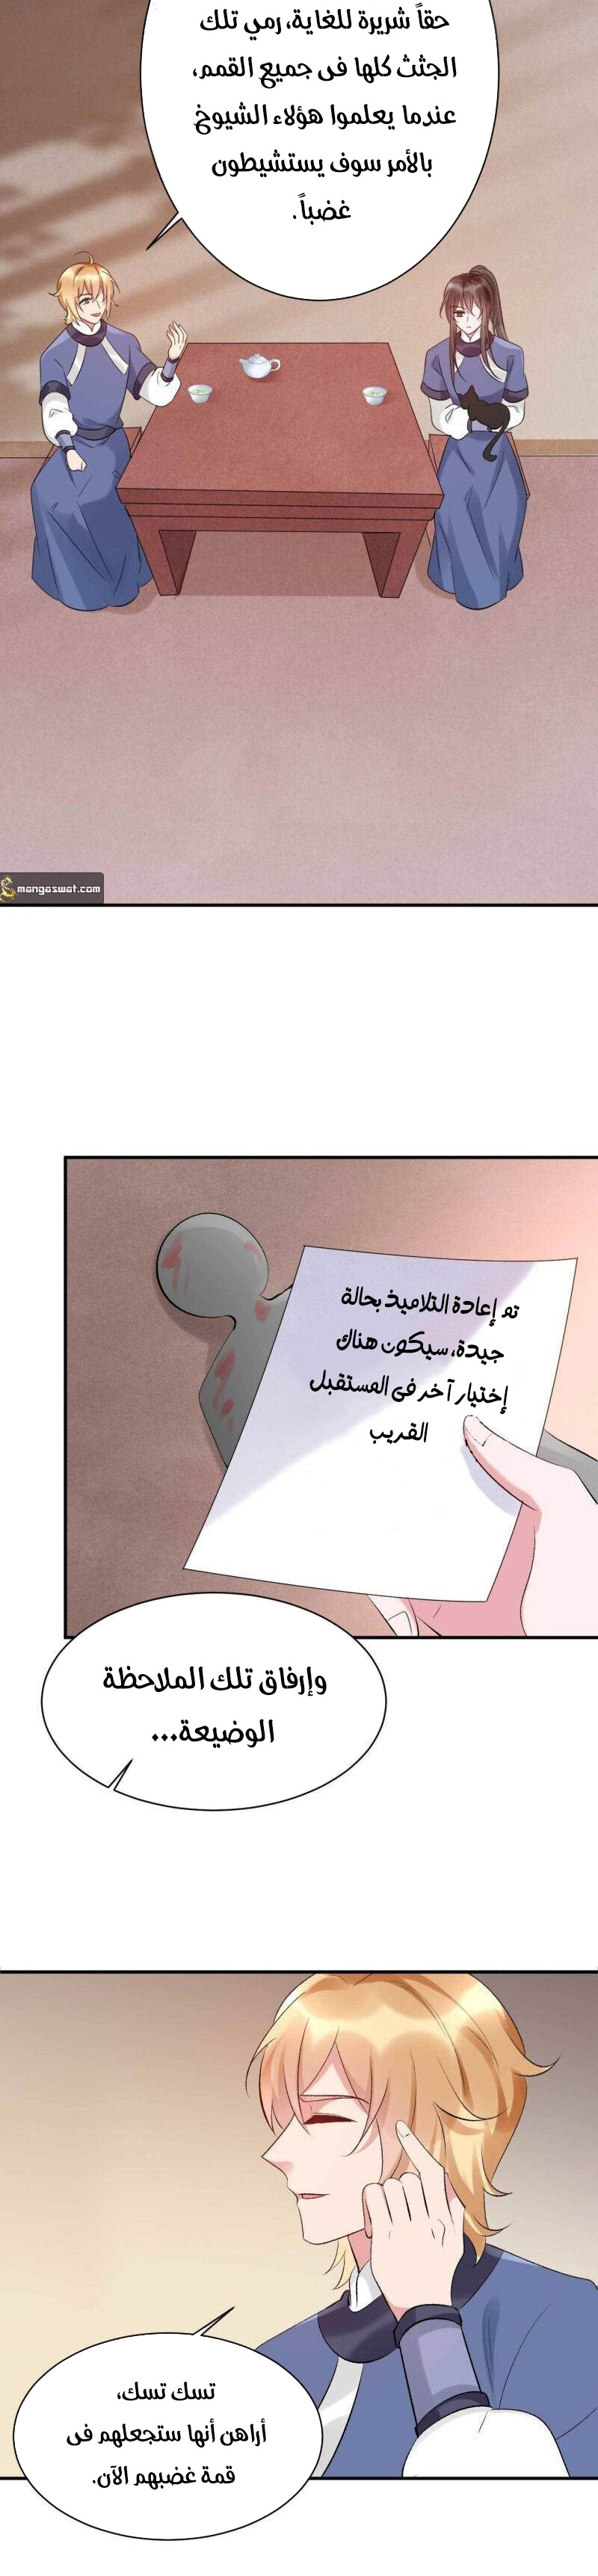 حقاً شريرة للغاية، رمي تلك
الجثث كلها فى جميع القمم،
عندما يعلموا هؤلاء الشيوخ
بالأمر سوف يستشيطون
غضباً.
mangaswat.com
تم إعادة التلاميذ بحالة
جيدة، سيكون هناك
إختيار آخر فى المستقبل
القريب
وإرفاق تلك الملاحظة
الوضيعة...
تسك تسك،
أراهن أنها ستجعلهم فى
قمة غضبهم الآن.